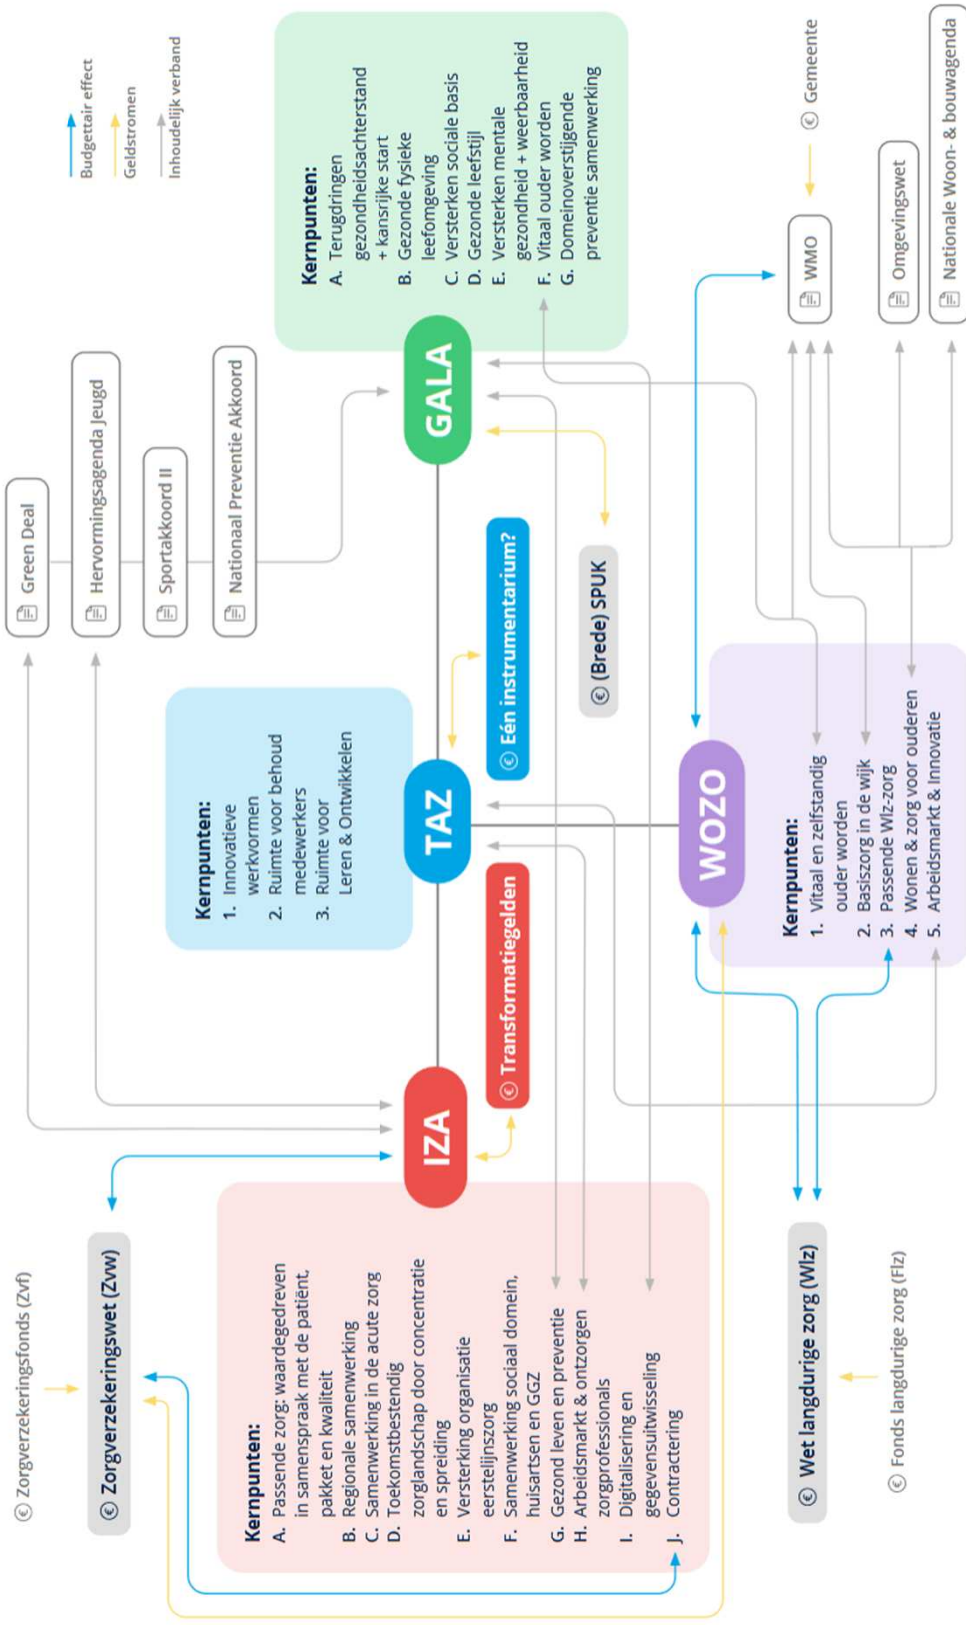 Zorgverzekeringsfonds (Zvf)
Zorgverzekeringswet (Zvw)
Green Deal
Hervormingsagenda Jeugd
Sportakkoord II
Nationaal Preventie Akkoord
Budgettair effect
Geldstromen
Inhoudelijk verband
Kernpunten:
A. Passende zorg: waardegedreven
in samenspraak met de patiënt,
pakket en kwaliteit
B. Regionale samenwerking
C. Samenwerking in de acute zorg
D. Toekomstbestendig
zorglandschap door concentratie
en spreiding
E. Versterking organisatie
eerstelijnszorg
F. Samenwerking sociaal domein,
huisartsen en GGZ
G. Gezond leven en preventie
H. Arbeidsmarkt & ontzorgen
zorgprofessionals
I. Digitalisering en
gegevensuitwisseling
J. Contractering
IZA
€ Transformatiegelden
Kernpunten:
1. Innovatieve
werkvormen
2. Ruimte voor behoud
medewerkers
3. Ruimte voor
Leren & Ontwikkelen
TAZ
€ Eén instrumentarium?
€ (Brede) SPUK
GALA
Kernpunten:
A. Terugdringen
gezondheidsachterstand
+ kansrijke start
B. Gezonde fysieke
leefomgeving
C. Versterken sociale basis
D. Gezonde leefstijl
E. Versterken mentale
gezondheid + weerbaarheid
F. Vitaal ouder worden
G. Domeinoverstijgende
preventie samenwerking
WOZO
Kernpunten:
1. Vitaal en zelfstandig
ouder worden
2. Basiszorg in de wijk
3. Passende Wlz-zorg
4. Wonen & zorg voor ouderen
5. Arbeidsmarkt & Innovatie
€ Wet langdurige zorg (Wlz)
€ Fonds langdurige zorg (Flz)
WMO
€ Gemeente
Omgevingswet
Nationale Woon- & bouwagenda